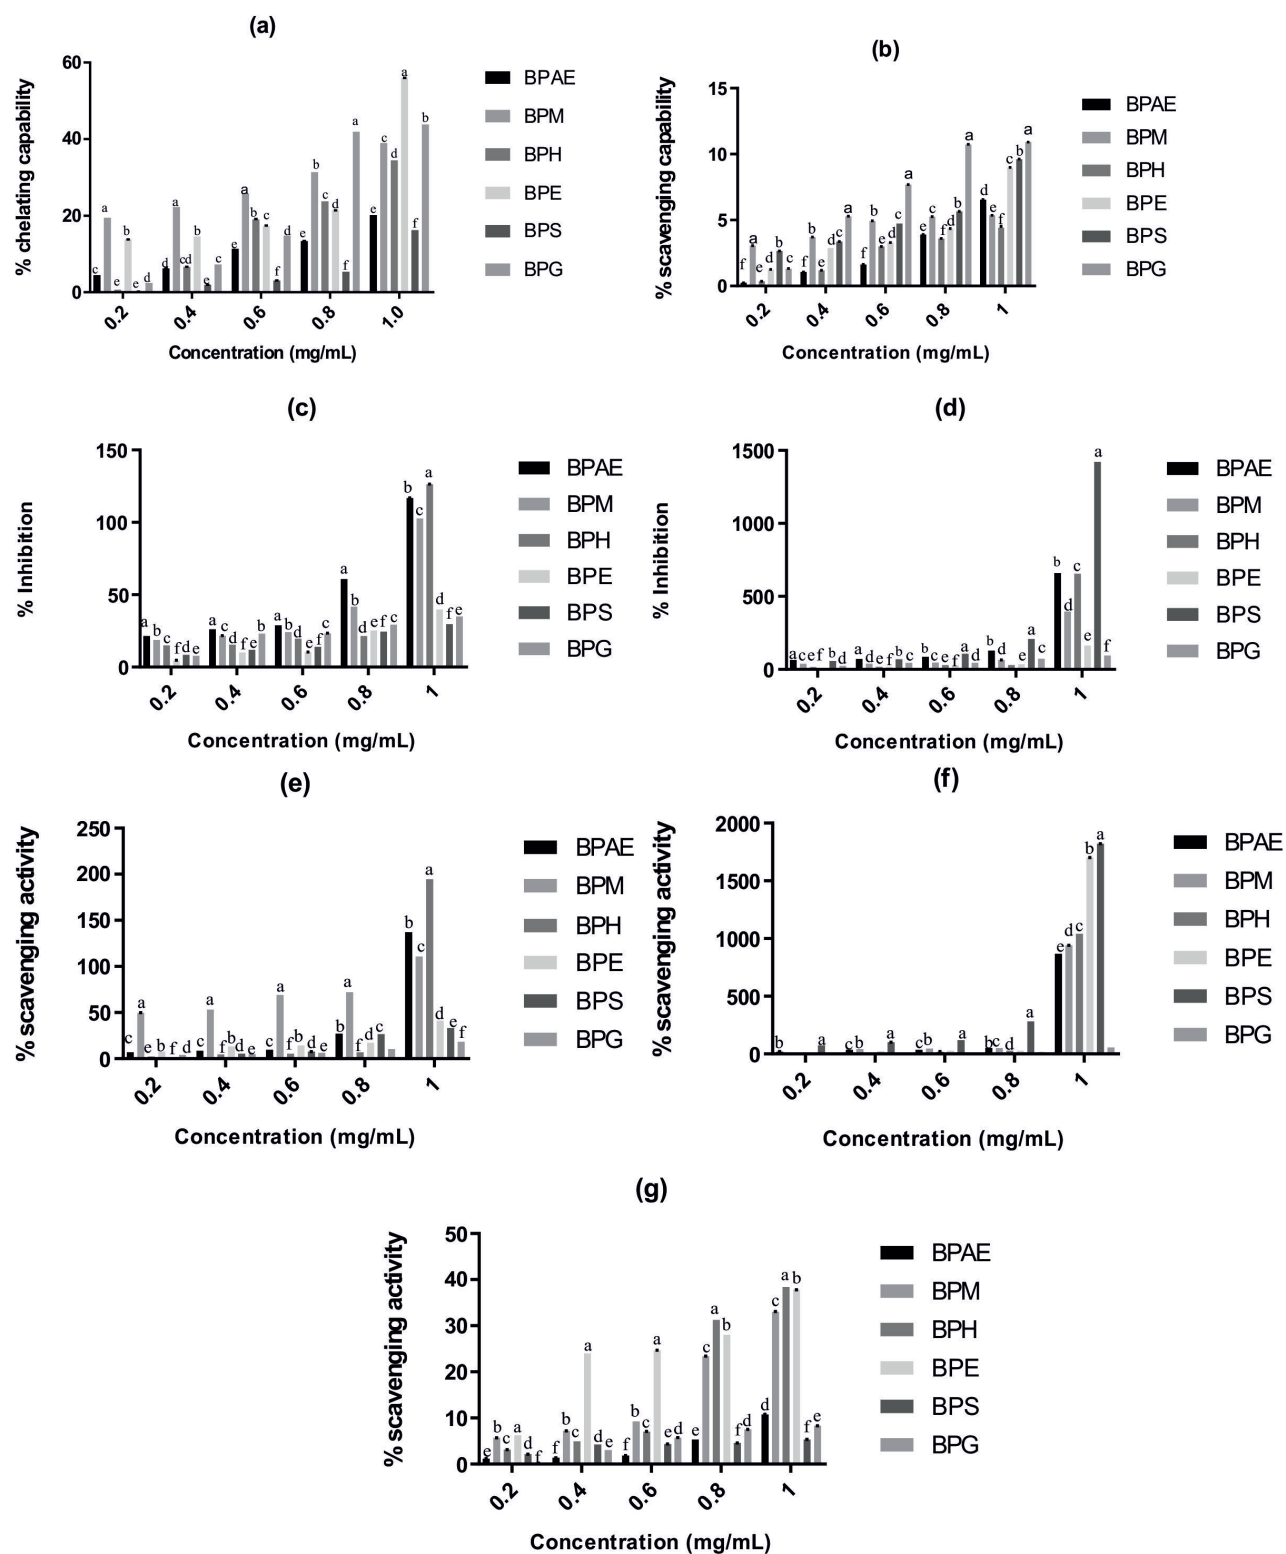 (a)
% chelating capability
60
40
20
0
a
a
b
a
b
c
d
a
a
b
b
c
d
a
b
c
c
d
e
d
e
f
c
d
cd
e
f
f
e
e
d
c
0.2
0.4
0.6
0.8
1.0
Concentration (mg/mL)
BPAE
BPM
BPH
BPE
BPS
BPG
(b)
% scavenging capability
15
10
5
0
0.2
0.4
0.6
0.8
1
Concentration (mg/mL)
BPAE
BPM
BPH
BPE
BPS
BPG
(c)
% Inhibition
150
100
50
0
a b c f d e
a c d f e b
a b d e f c
a b d e f c
b c a d f e
0.2
0.4
0.6
0.8
1
Concentration (mg/mL)
BPAE
BPM
BPH
BPE
BPS
BPG
(d)
% Inhibition
1500
1000
500
0
a c e f b d
a d e f b c
b c e f a d
b d e a c
b d c e a f
0.2
0.4
0.6
0.8
1
Concentration (mg/mL)
BPAE
BPM
BPH
BPE
BPS
BPG
(e)
% scavenging activity
250
200
150
100
50
0
c a e b f d
c a f b d e
c a f b d e
b a f d c
b c a d e f
0.2
0.4
0.6
0.8
1
Concentration (mg/mL)
BPAE
BPM
BPH
BPE
BPS
BPG
(f)
% scavenging activity
2000
1500
1000
500
0
b a
c b a
c b a
b c d a
e d c b a
0.2
0.4
0.6
0.8
1
Concentration (mg/mL)
BPAE
BPM
BPH
BPE
BPS
BPG
(g)
% scavenging activity
50
40
30
20
10
0
e b c a d f
f b c a d e
f b c a e d
e c a b f d
d c a b f e
0.2
0.4
0.6
0.8
1
Concentration (mg/mL)
BPAE
BPM
BPH
BPE
BPS
BPG